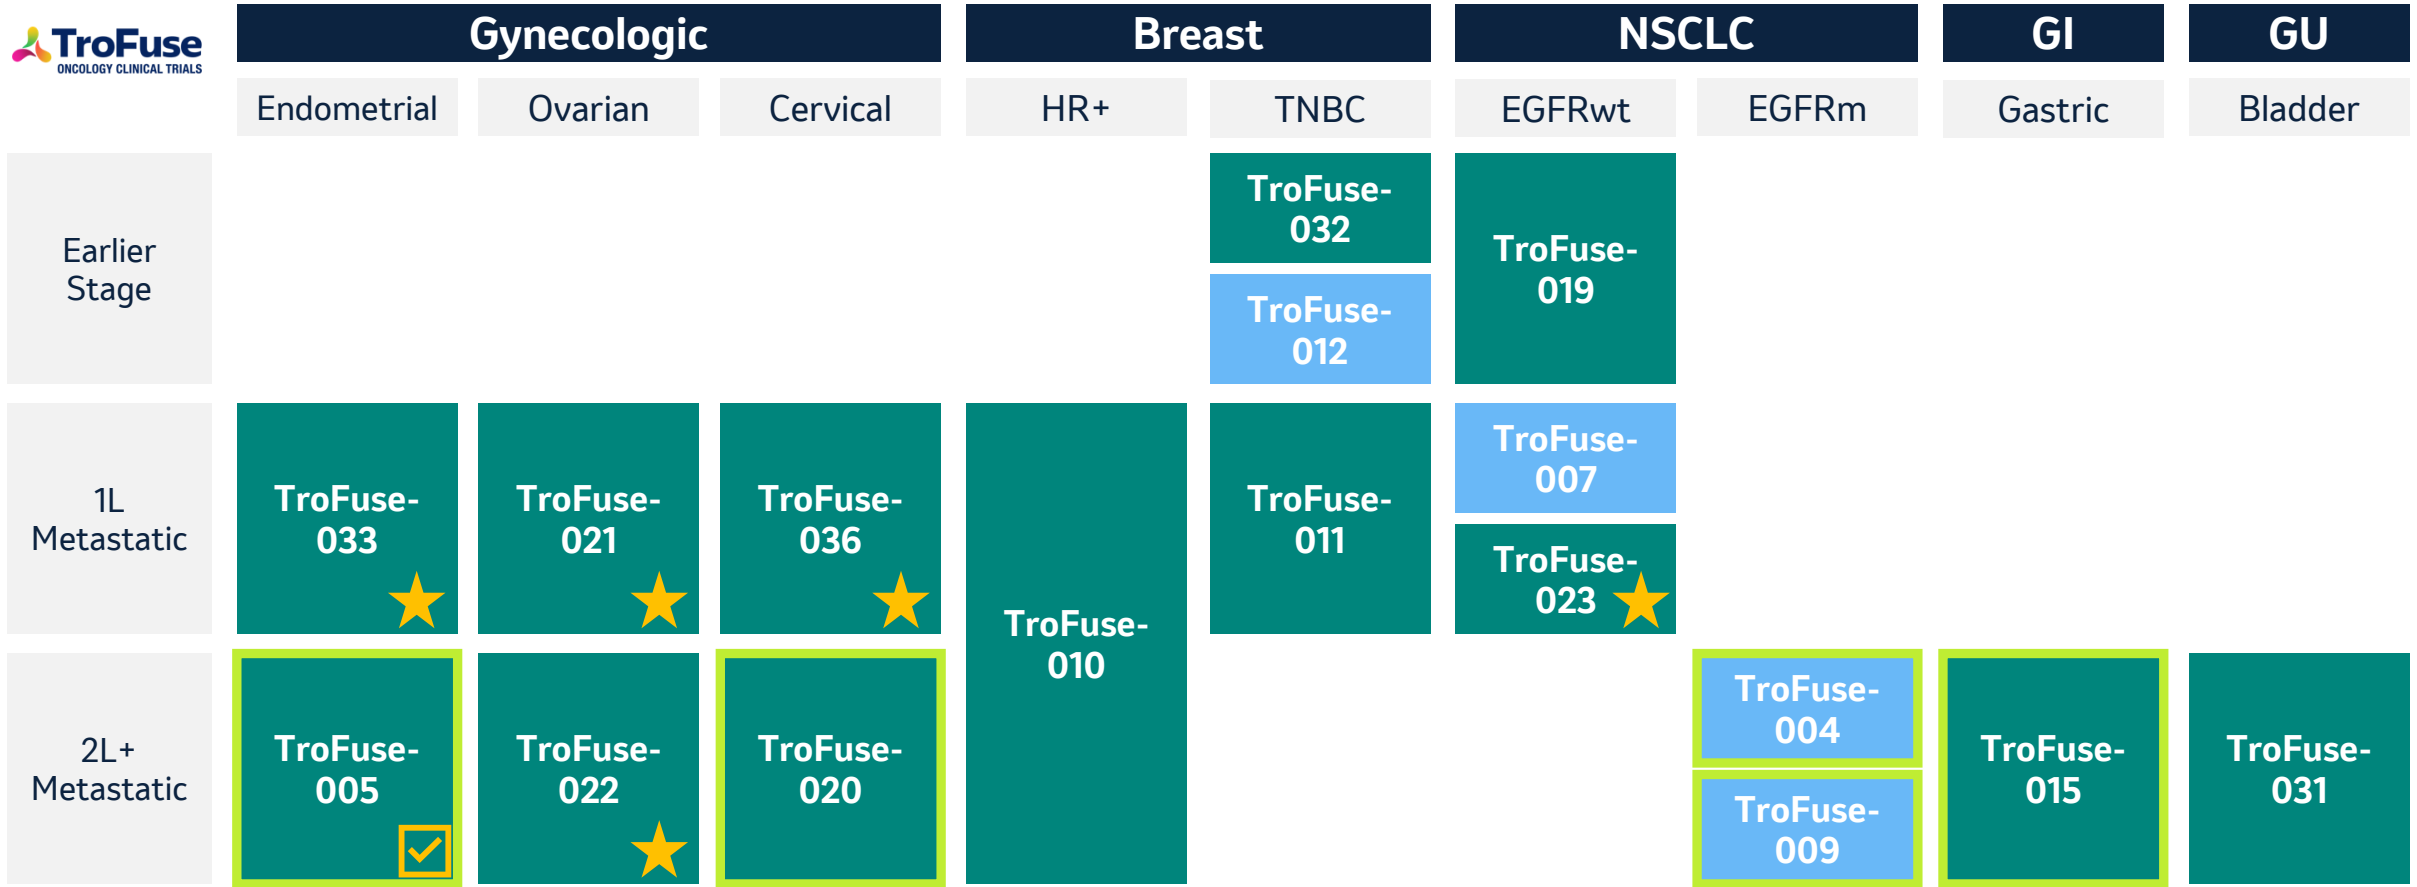 TroFuse
ONCOLOGY CLINICAL TRIALS
Gynecologic
Breast
NSCLC
GI
GU
Endometrial
Ovarian
Cervical
HR+
TNBC
EGFRwt
EGFRm
Gastric
Bladder
Earlier
Stage
TroFuse-
032
TroFuse-
012
TroFuse-
019
1L
Metastatic
TroFuse-
033
TroFuse-
021
TroFuse-
036
TroFuse-
010
TroFuse-
011
TroFuse-
007
TroFuse-
023
2L+
Metastatic
TroFuse-
005
TroFuse-
022
TroFuse-
020
TroFuse-
004
TroFuse-
009
TroFuse-
015
TroFuse-
031